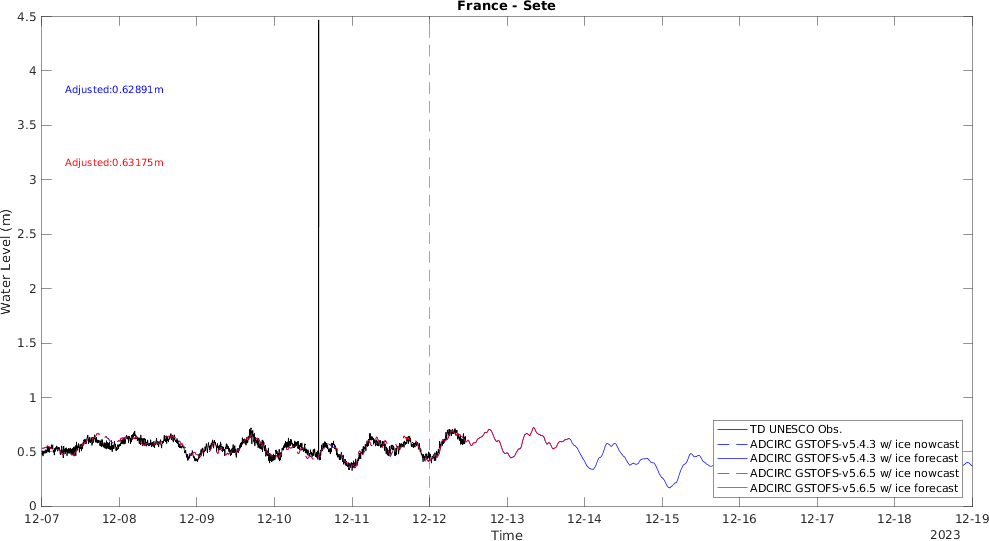 France - Sete
4.5
4
3.5
3
2.5
2
1.5
1
0.5
0
Water Level (m)
Adjusted:0.62891m
Adjusted:0.63175m
TD UNESCO Obs.
ADCIRC GSTOFS-v5.4.3 w/ ice nowcast
ADCIRC GSTOFS-v5.4.3 w/ ice forecast
ADCIRC GSTOFS-v5.6.5 w/ ice nowcast
ADCIRC GSTOFS-v5.6.5 w/ ice forecast
12-07 12-08 12-09 12-10 12-11 12-12 12-13 12-14 12-15 12-16 12-17 12-18 12-19
Time
2023